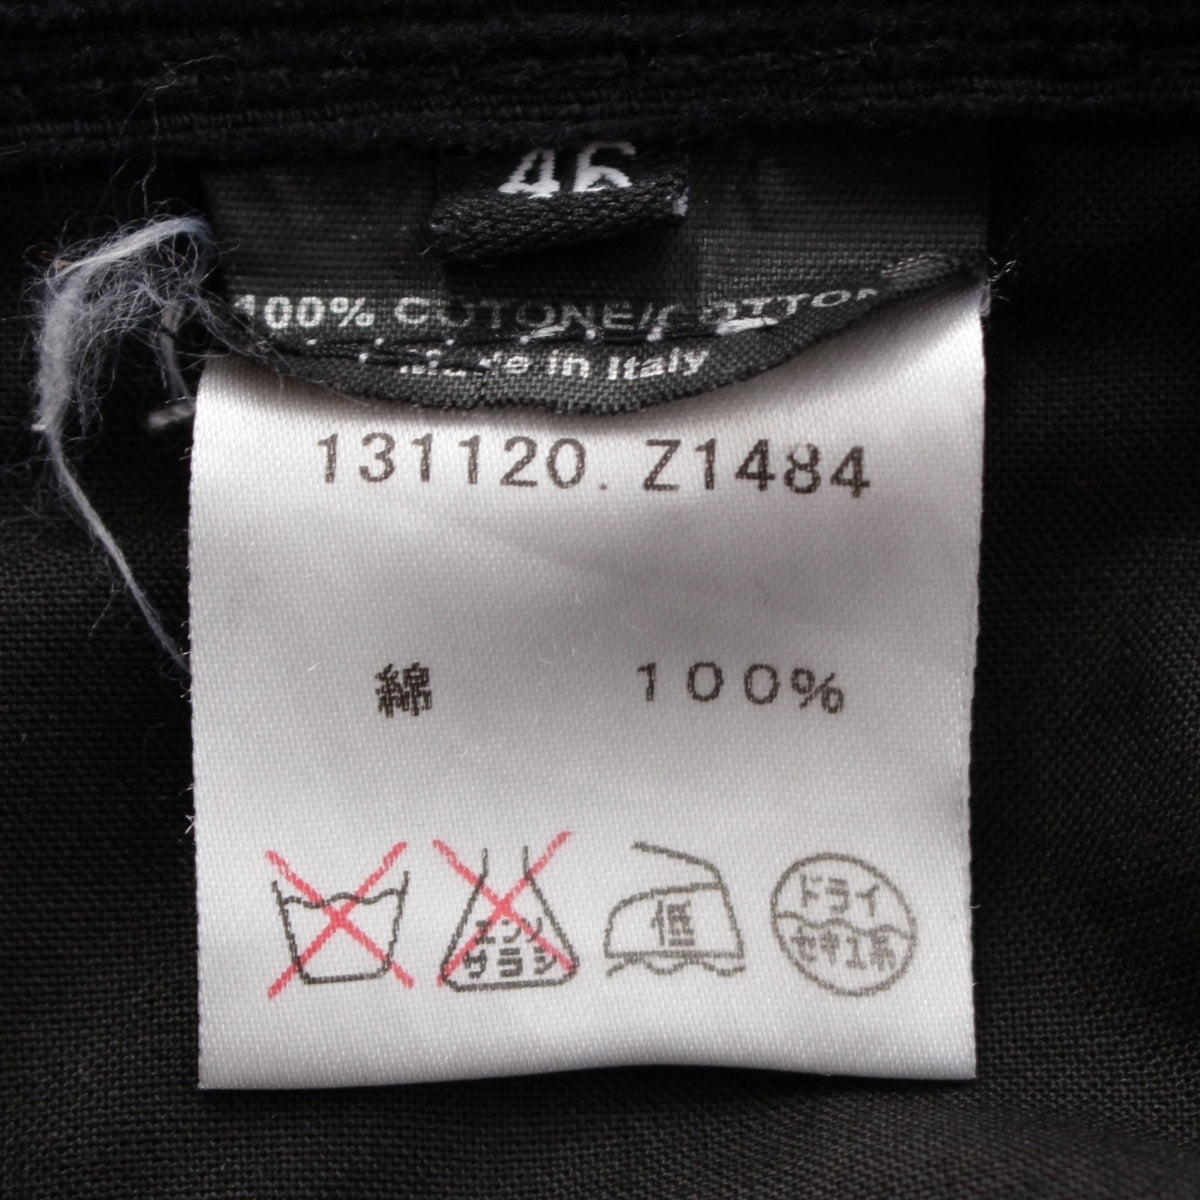 46
100% COTONE/COTTON
Made in Italy
131120. Z1484
綿 100%
エンソ
サラシ
低
ドライ
セキユ系